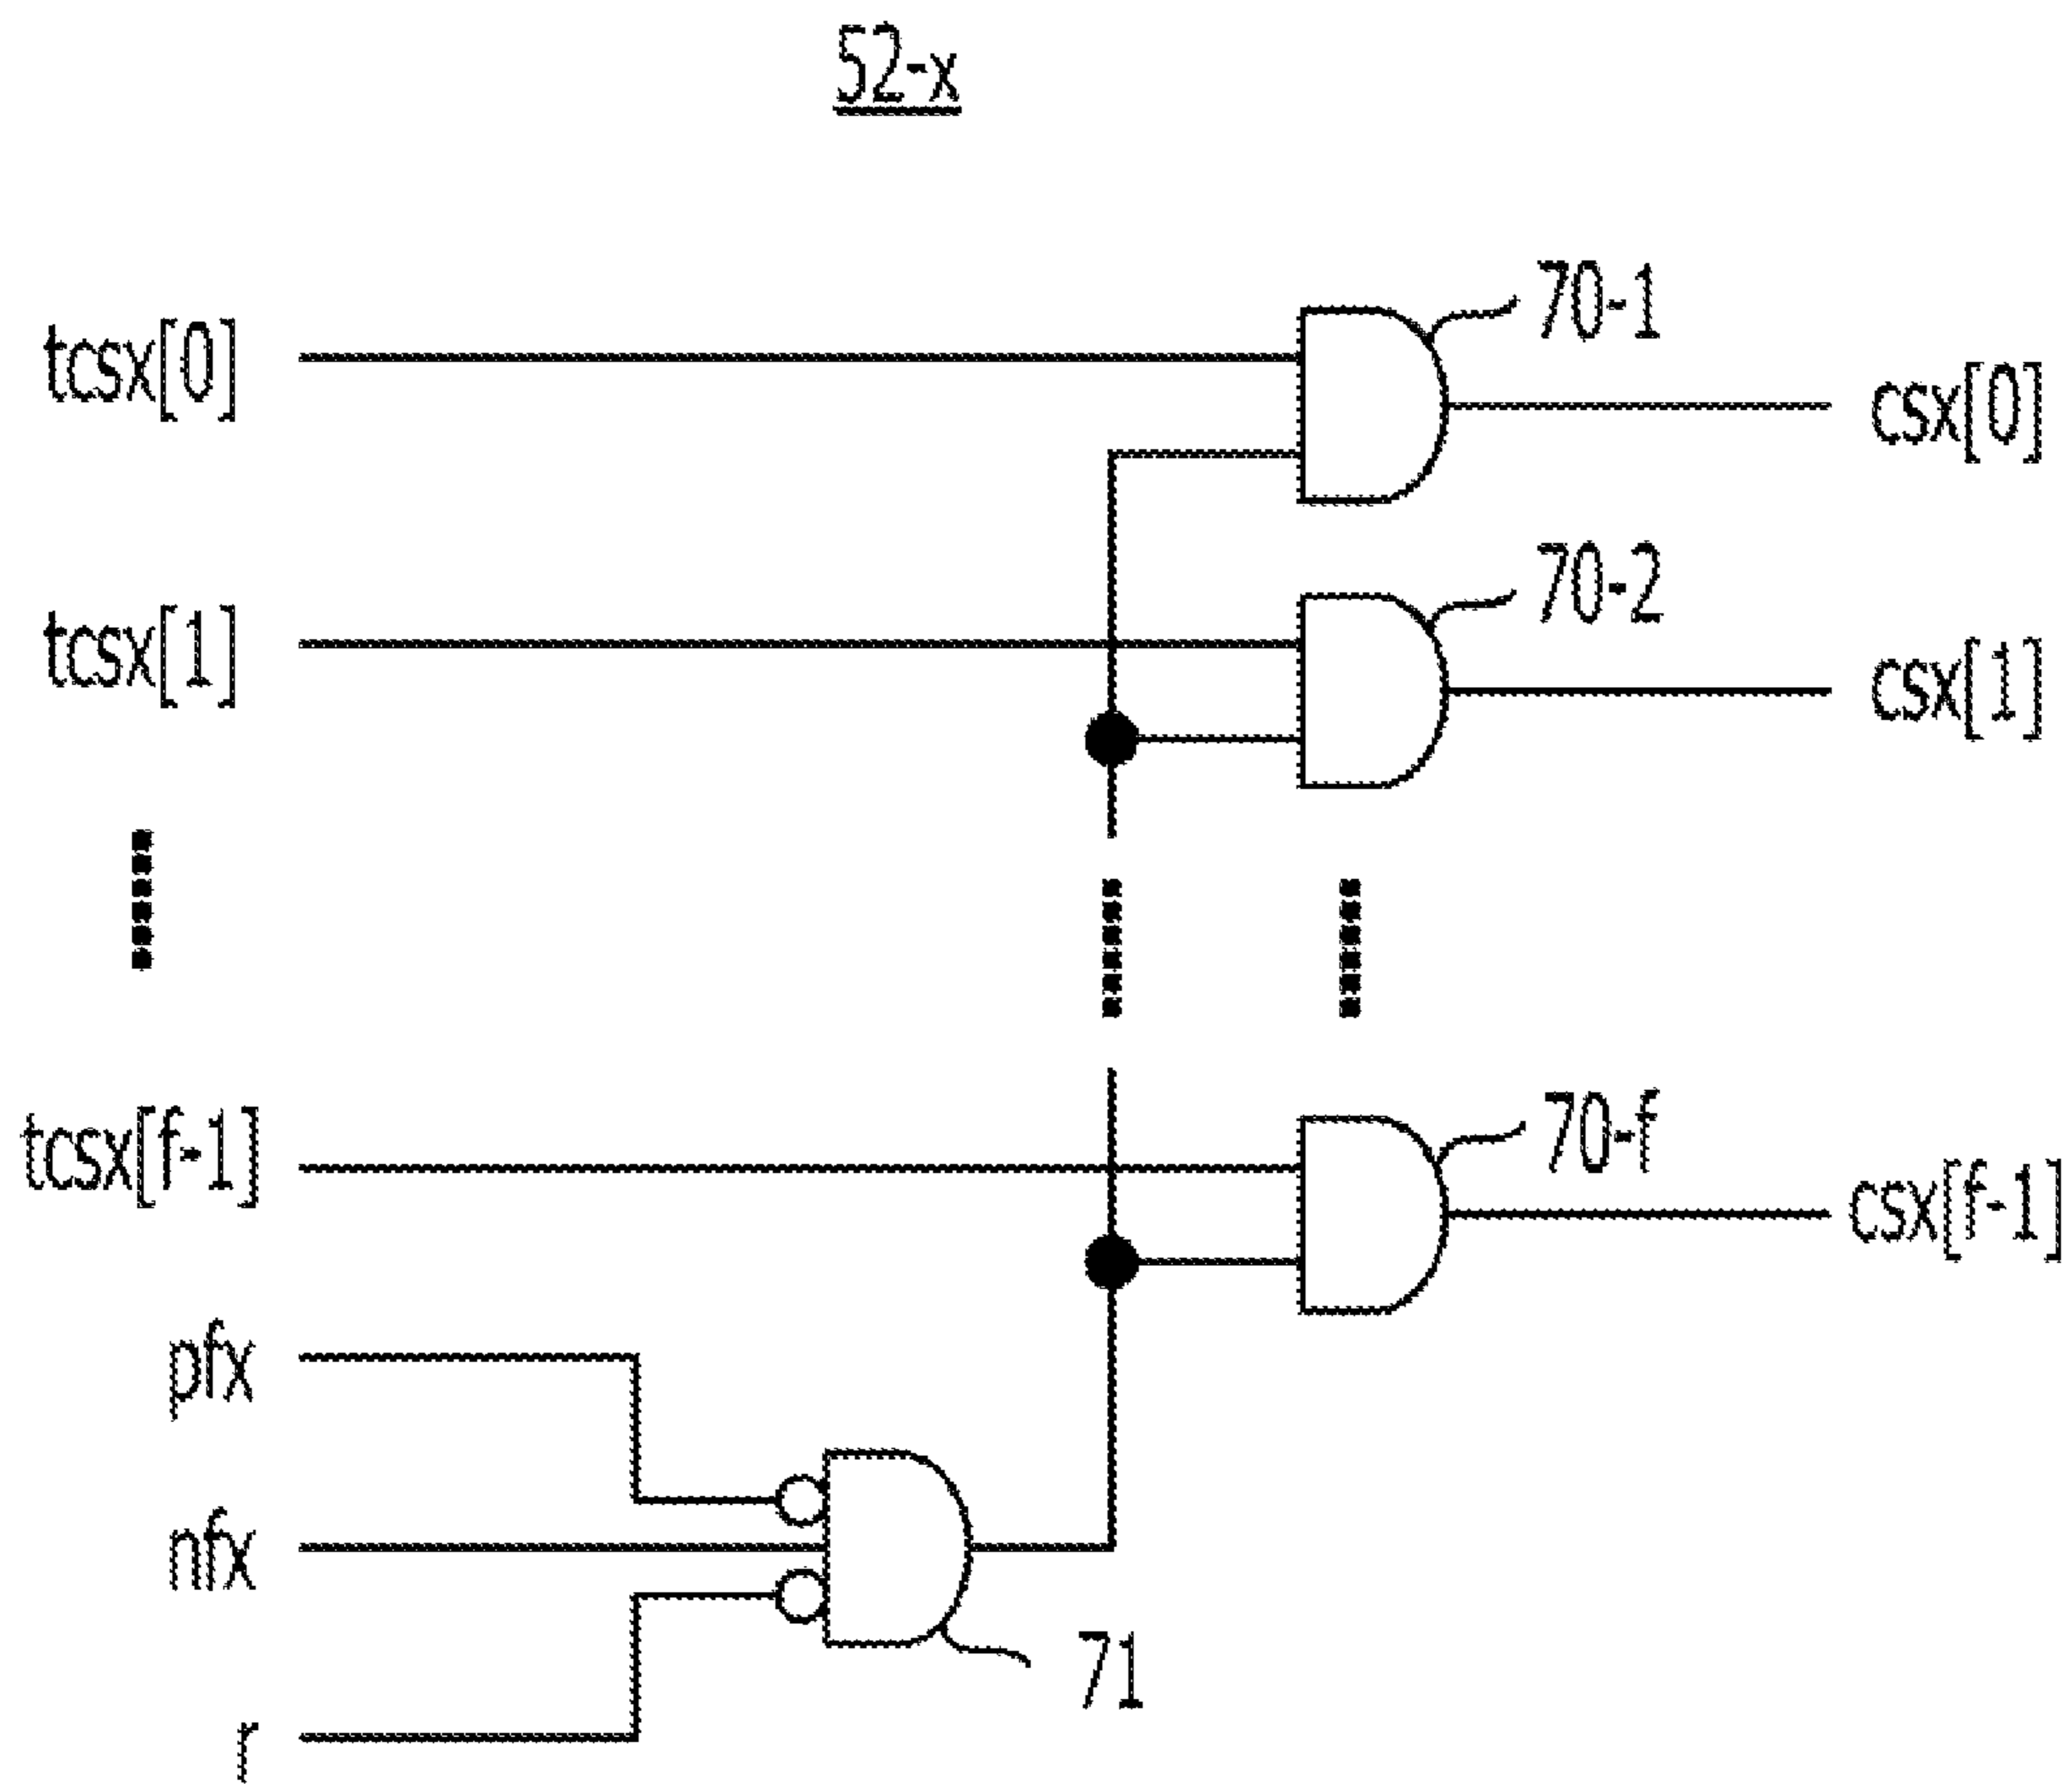 52-x
70-1
tcsx[0]
csx[0]
70-2
tcsx[1]
csx[1]
70-f
tcsx[f-1]
csx[f-1]
pfx
nfx
71
r